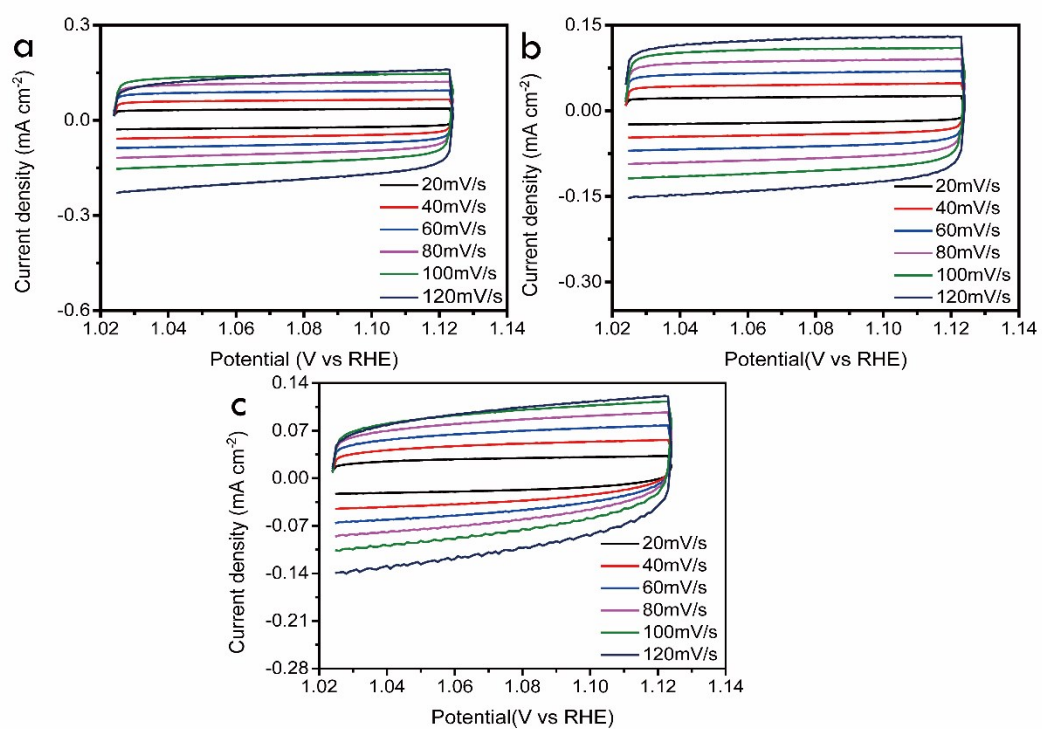 a
0.3
0.0
-0.3
-0.6
Current density (mA cm-2)
20mV/s
40mV/s
60mV/s
80mV/s
100mV/s
120mV/s
1.02 1.04 1.06 1.08 1.10 1.12 1.14
Potential (V vs RHE)
b
0.15
0.00
-0.15
-0.30
Current density (mA cm-2)
20mV/s
40mV/s
60mV/s
80mV/s
100mV/s
120mV/s
1.02 1.04 1.06 1.08 1.10 1.12 1.14
Potential(V vs RHE)
c
0.14
0.07
0.00
-0.07
-0.14
-0.21
-0.28
Current density (mA cm-2)
20mV/s
40mV/s
60mV/s
80mV/s
100mV/s
120mV/s
1.02 1.04 1.06 1.08 1.10 1.12 1.14
Potential(V vs RHE)